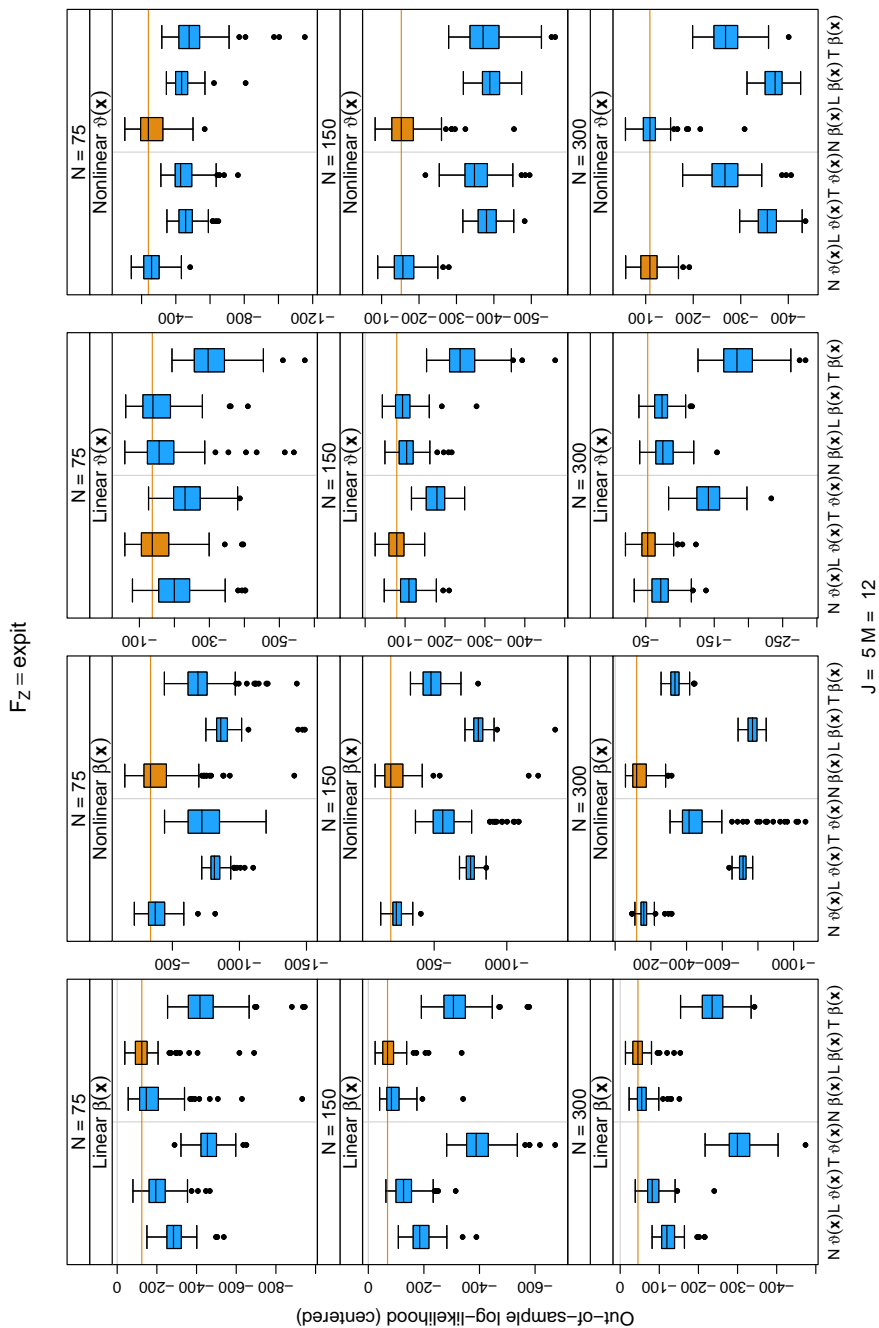 F_Z = expit
N = 75
Linear β(x)
N = 75
Nonlinear β(x)
N = 75
Linear ϑ(x)
N = 75
Nonlinear ϑ(x)
0
−200
−400
−600
−800
−500
−1000
−1500
−100
−300
−500
−400
−800
−1200
N = 150
Linear β(x)
N = 150
Nonlinear β(x)
N = 150
Linear ϑ(x)
N = 150
Nonlinear ϑ(x)
0
−200
−400
−600
−500
−1000
−100
−200
−300
−400
−100
−200
−300
−400
−500
N = 300
Linear β(x)
N = 300
Nonlinear β(x)
N = 300
Linear ϑ(x)
N = 300
Nonlinear ϑ(x)
0
−100
−300
−400
−200
−400
−600
−1000
−50
−150
−250
−100
−200
−300
−400
Out−of−sample log−likelihood (centered)
N ϑ(x) L ϑ(x) T ϑ(x) N β(x) L β(x) T β(x)
N ϑ(x) L ϑ(x) T ϑ(x) N β(x) L β(x) T β(x)
N ϑ(x) L ϑ(x) T ϑ(x) N β(x) L β(x) T β(x)
N ϑ(x) L ϑ(x) T ϑ(x) N β(x) L β(x) T β(x)
J = 5 M = 12